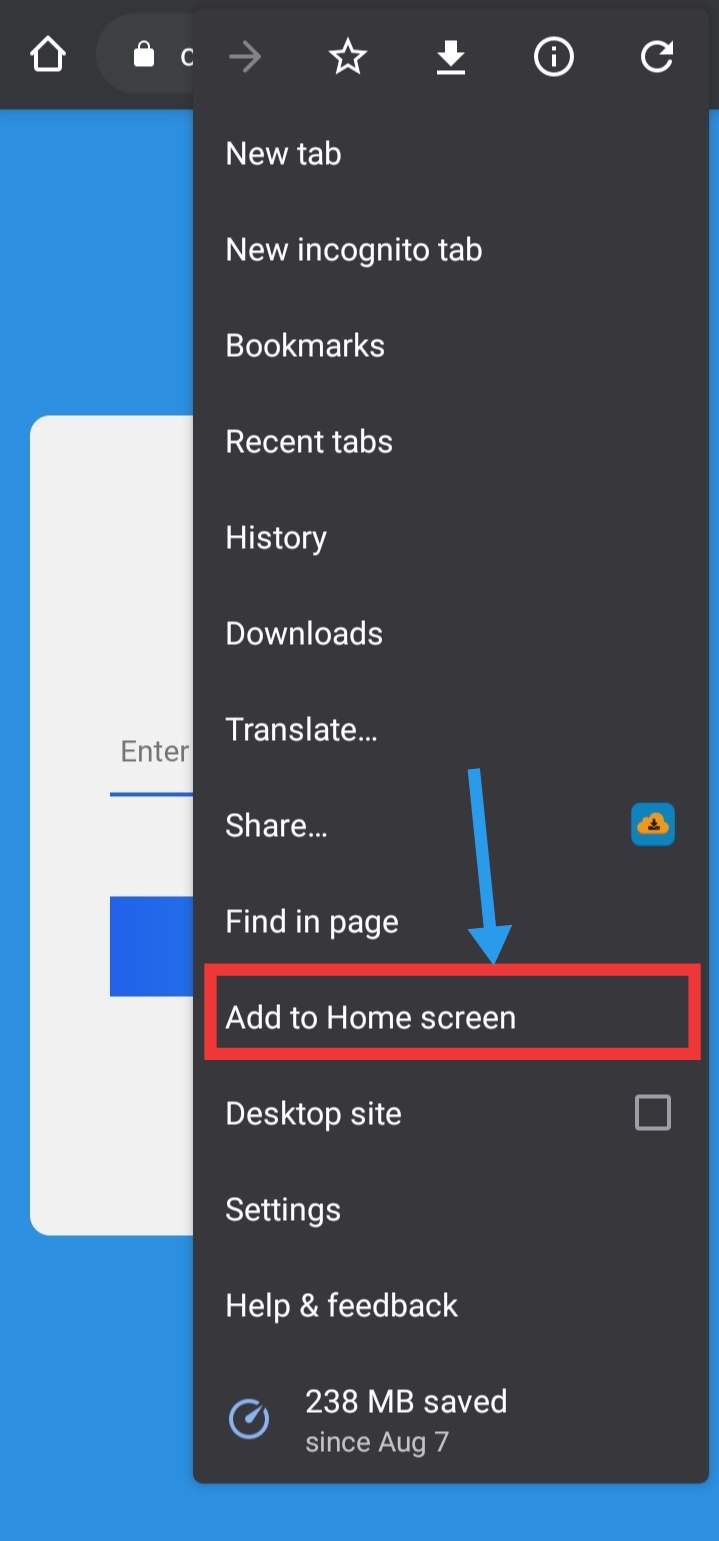 New tab
New incognito tab
Bookmarks
Recent tabs
History
Downloads
Translate...
Enter
Share...
Find in page
Add to Home screen
Desktop site
Settings
Help & feedback
238 MB saved
since Aug 7